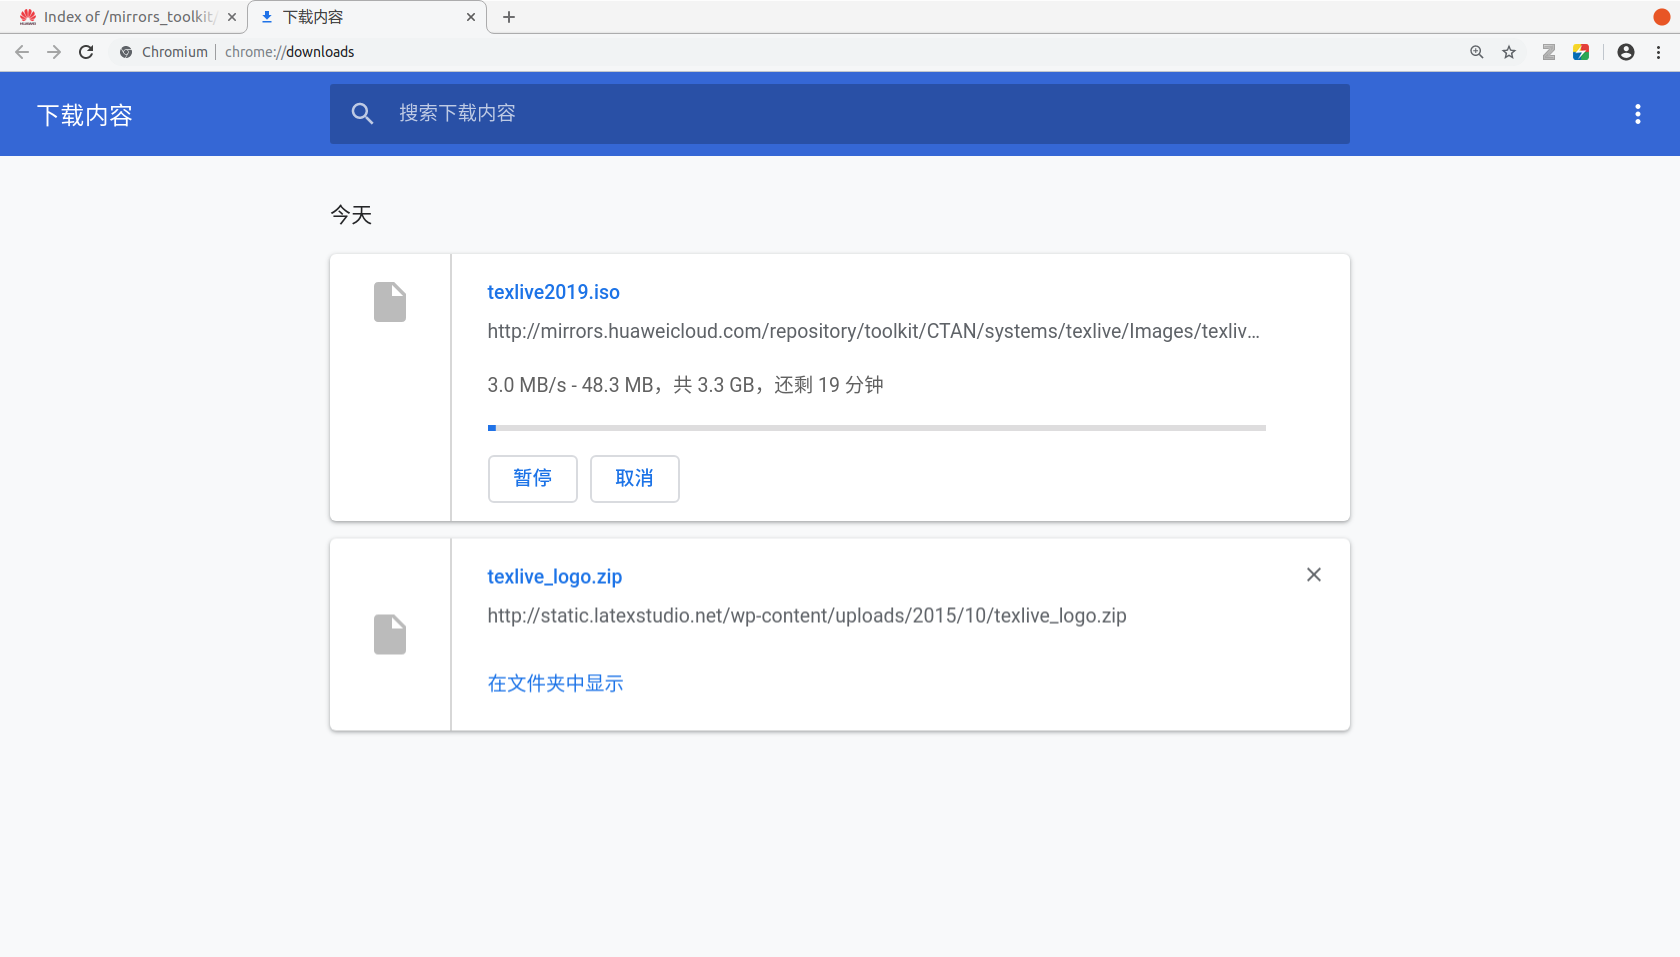 Index of /mirrors_toolkit/
下载内容
Chromium | chrome://downloads
下载内容
搜索下载内容
今天
texlive2019.iso
http://mirrors.huaweicloud.com/repository/toolkit/CTAN/systems/texlive/Images/texliv…
3.0 MB/s - 48.3 MB，共 3.3 GB，还剩 19 分钟
暂停
取消
texlive_logo.zip
http://static.latexstudio.net/wp-content/uploads/2015/10/texlive_logo.zip
在文件夹中显示